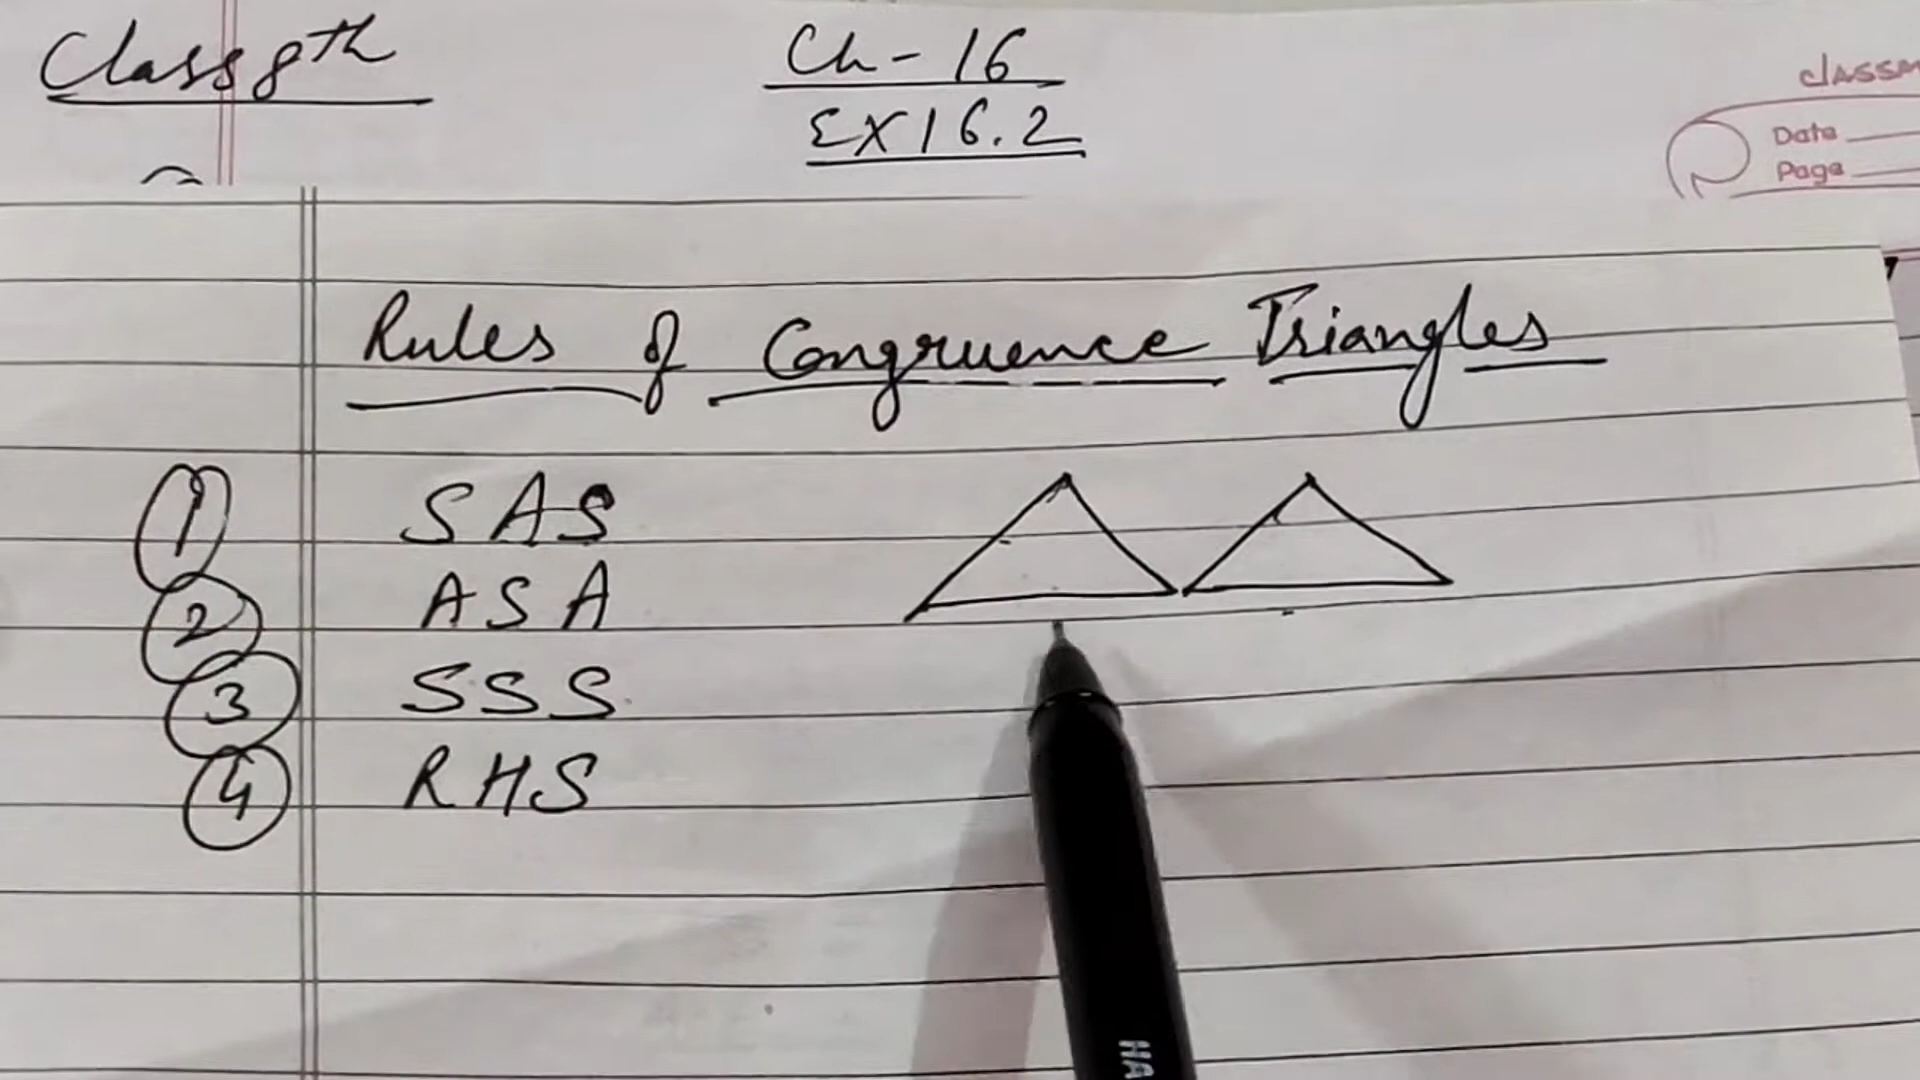 Class 8th
Ch-16
Ex 16.2
classm
Date
Page
Rules of Congruence Triangles
1 SAS
2 ASA
3 SSS
4 RHS
HA